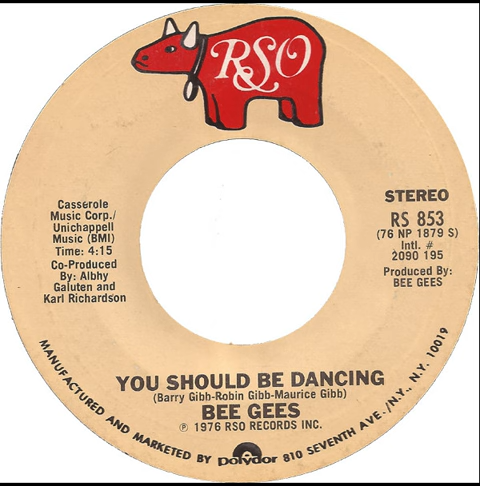 RSO
Casserole
Music Corp./
Unichappell
Music (BMI)
Time: 4:15
Co-Produced
By: Albhy
Galuten and
Karl Richardson
STEREO
RS 853
(76 NP 1879 S)
Intl. #
2090 195
Produced By:
BEE GEES
YOU SHOULD BE DANCING
(Barry Gibb-Robin Gibb-Maurice Gibb)
BEE GEES
℗ 1976 RSO RECORDS INC.
MANUFACTURED AND MARKETED BY polydor 810 SEVENTH AVE./N.Y., N.Y. 10019